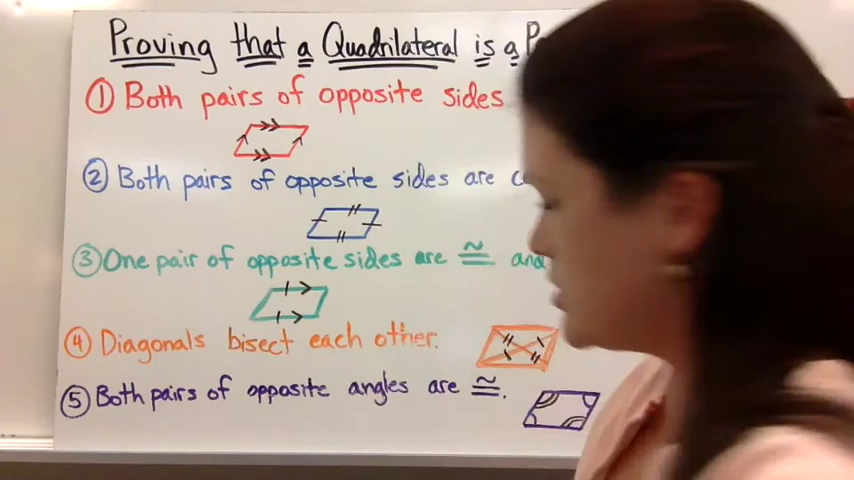 Proving that a Quadrilateral is a
① Both pairs of opposite sides
② Both pairs of opposite sides are
③ One pair of opposite sides are ≅ and
④ Diagonals bisect each other.
⑤ Both pairs of opposite angles are ≅.